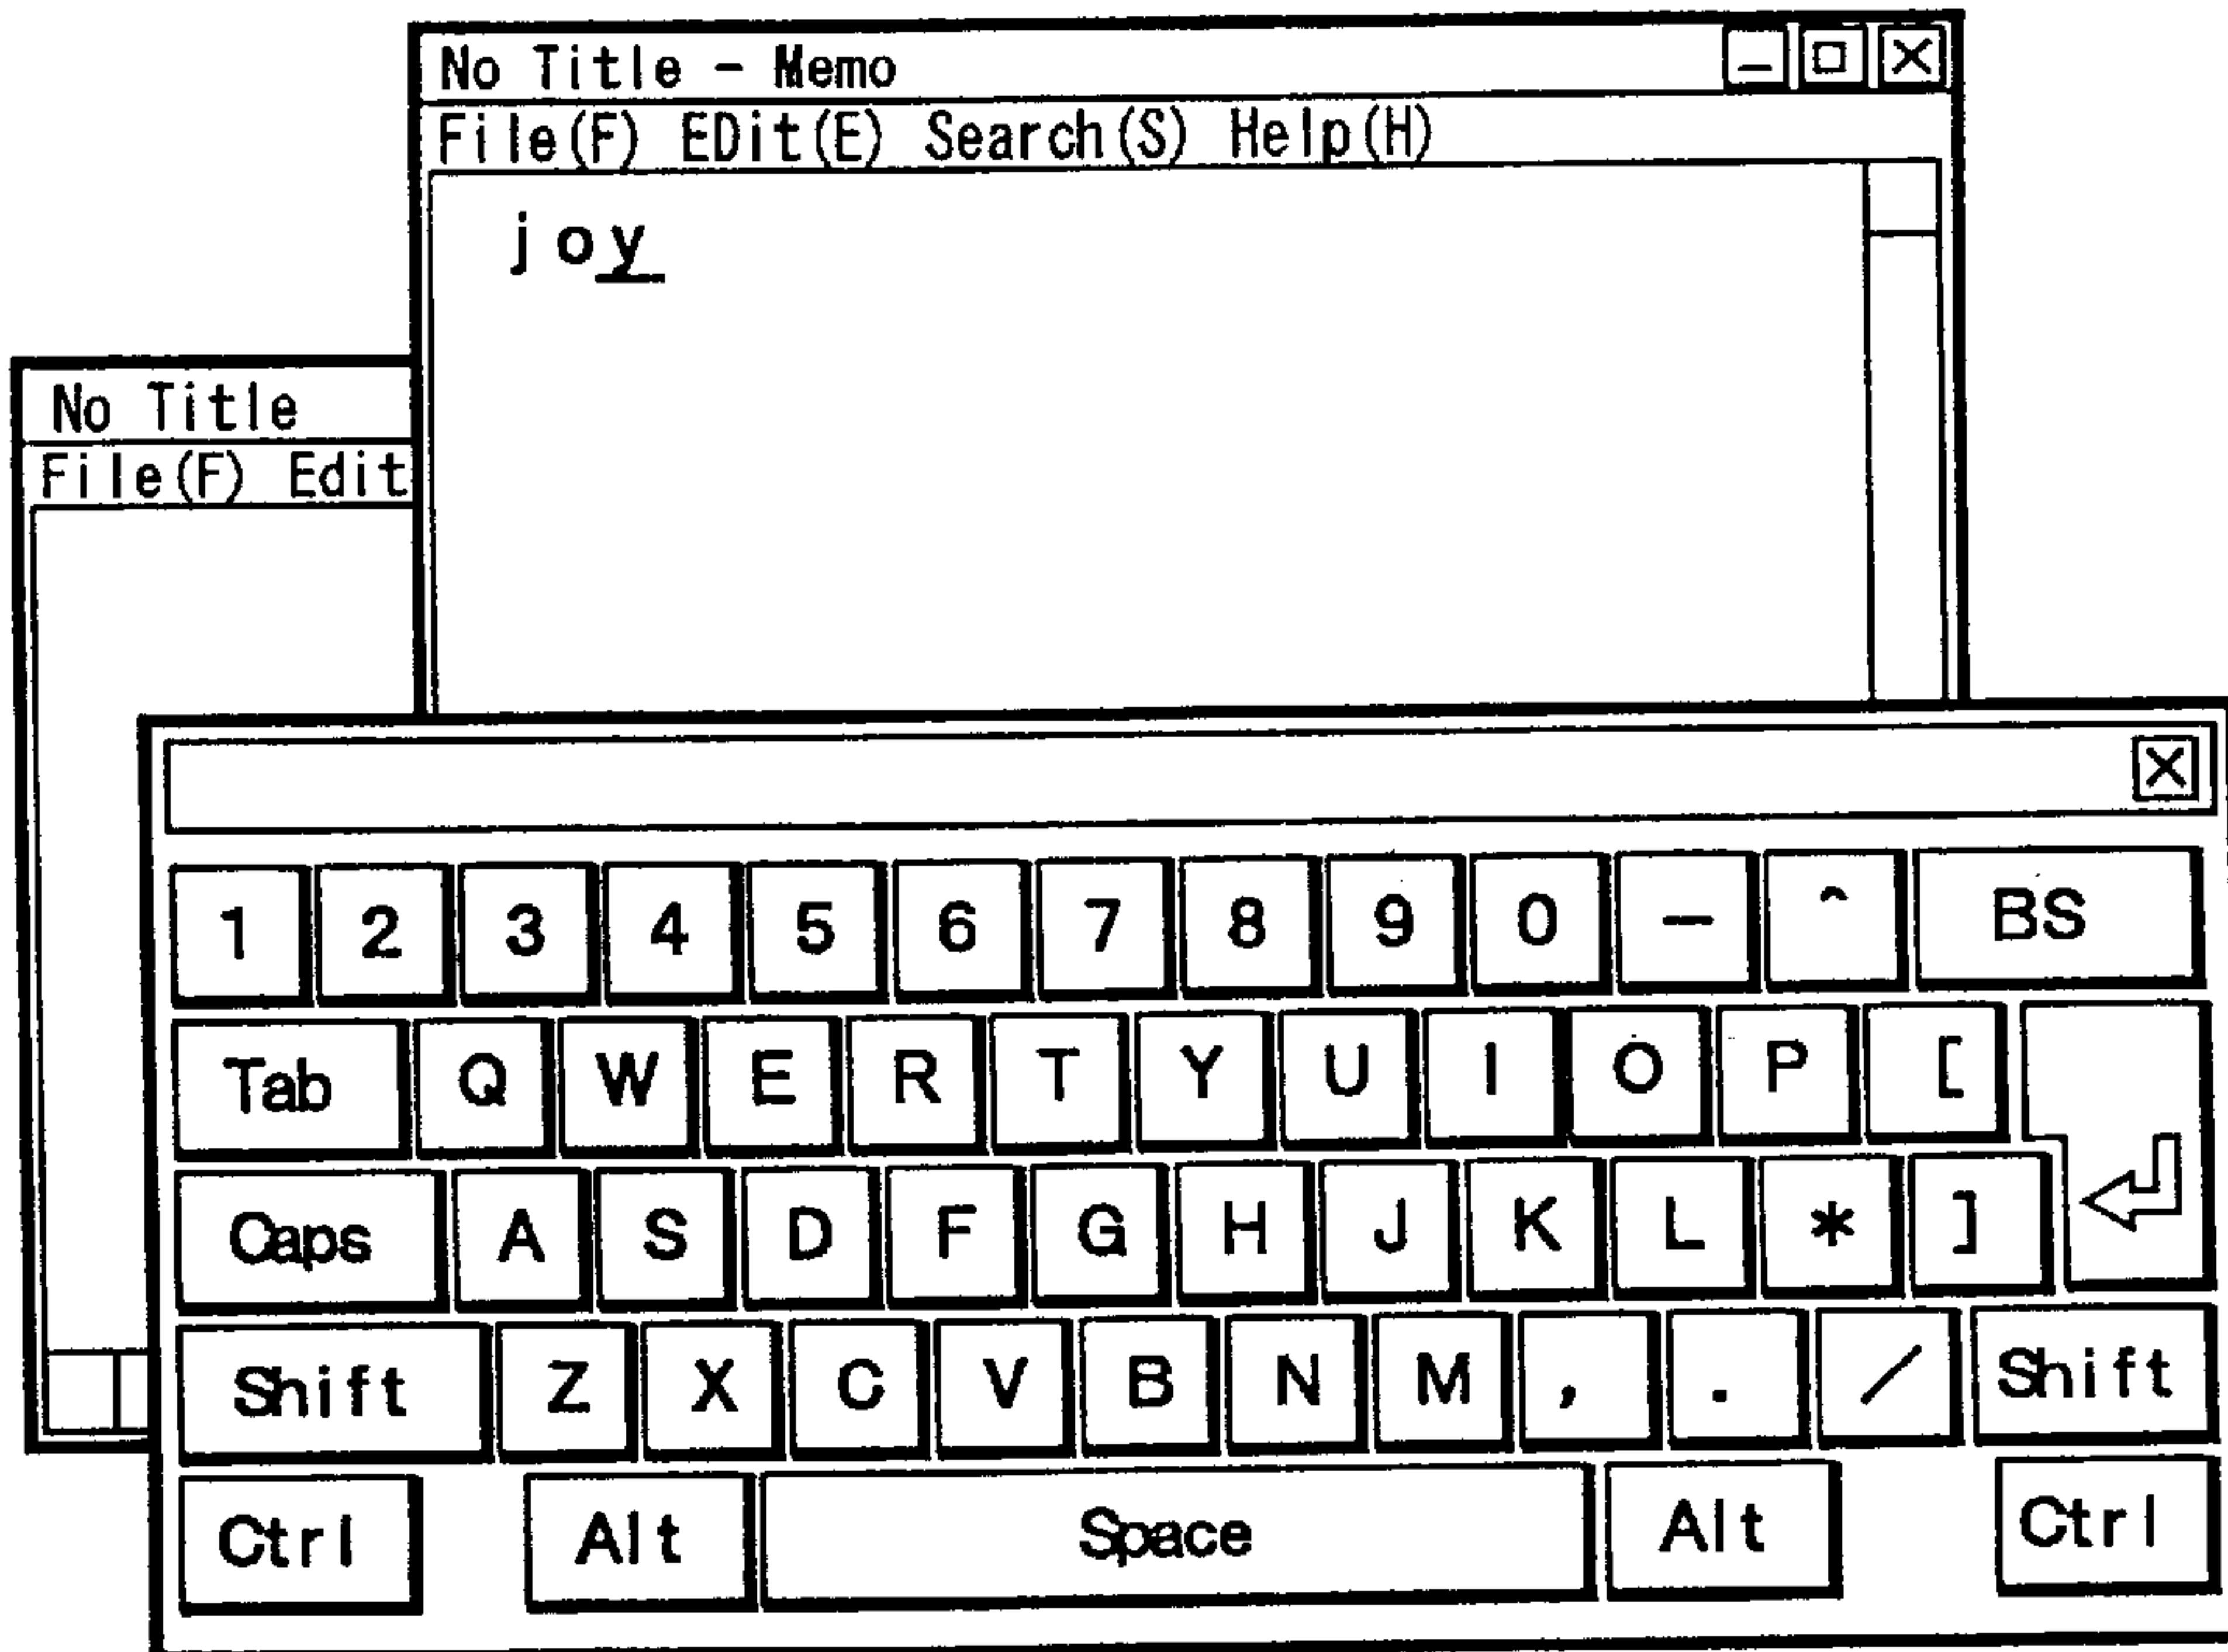 No Title - Memo
File(F) EDit(E) Search(S) Help(H)
joy
No Title
File(F) Edit
1 2 3 4 5 6 7 8 9 0 - ^ BS
Tab Q W E R T Y U I O P [
Caps A S D F G H J K L * ]
Shift Z X C V B N M , . / Shift
Ctrl Alt Space Alt Ctrl